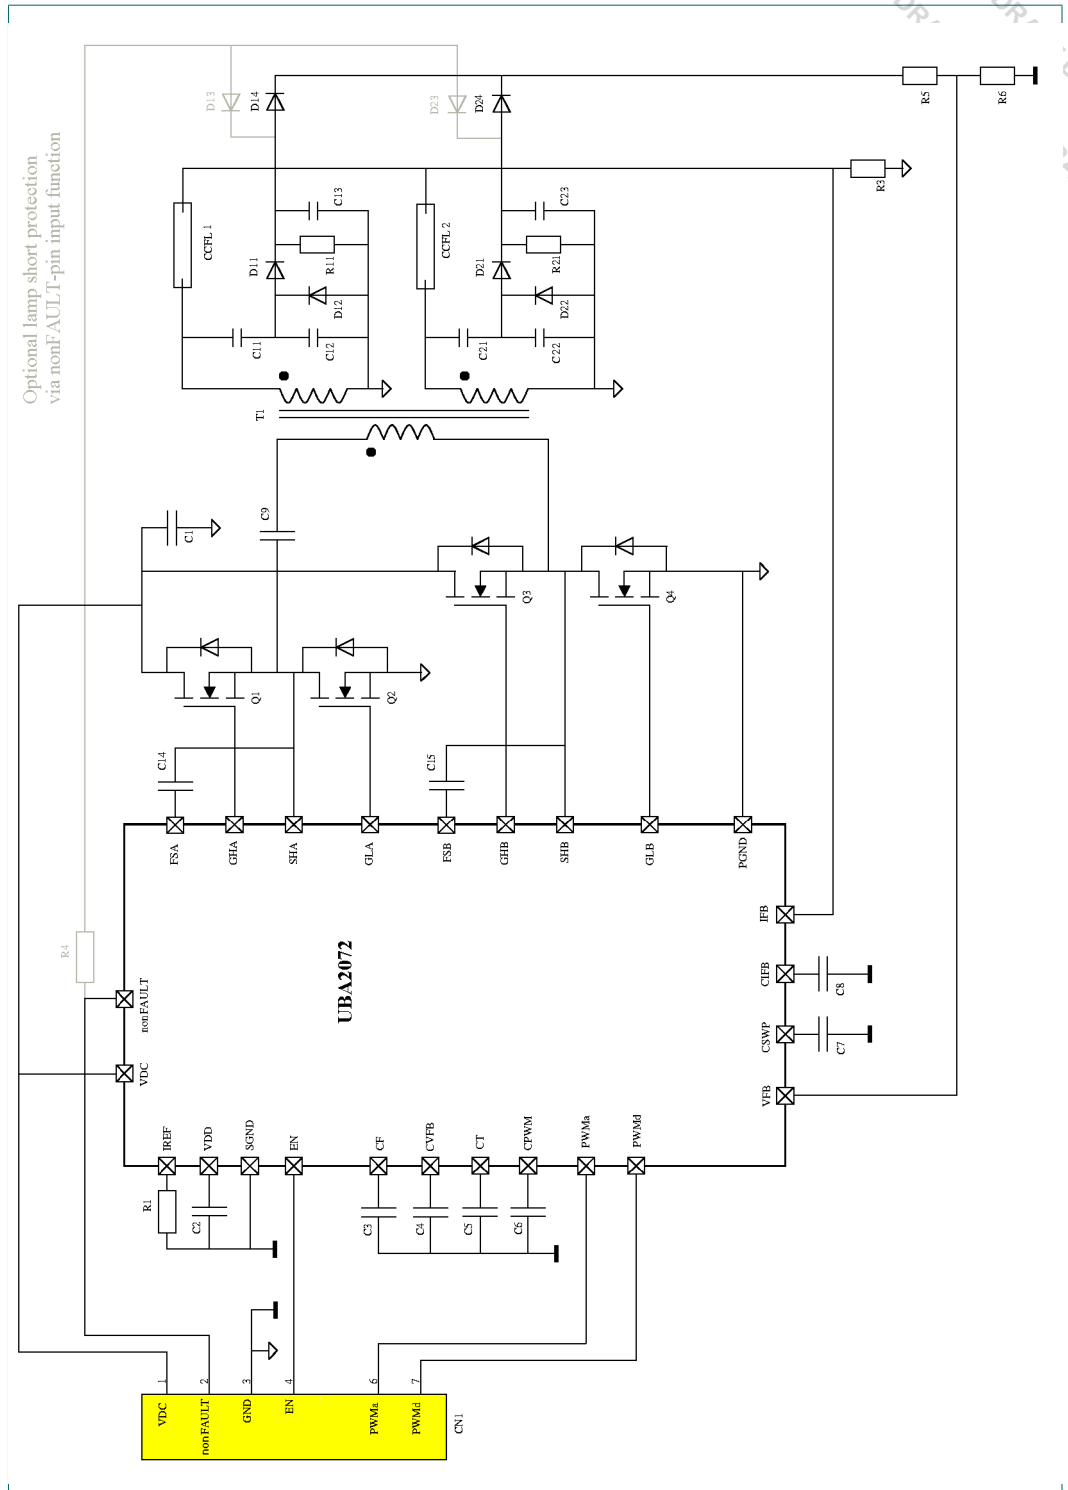 DRA
DRA
Optional lamp short protection
via nonFAULT-pin input function
D13
D14
D23
D24
R5
R6
R3
CCFL 1
C13
R11
D11
D12
C11
C12
CCFL 2
C23
R21
D21
D22
C21
C22
T1
C9
C1
Q3
Q4
Q1
Q2
C14
C15
FSA
GHA
SHA
GLA
FSB
GHB
SHB
GLB
PGND
R4
nonFAULT
VDC
UBA2072
IFB
CIFB
CSWP
VFB
C8
C7
IREF
VDD
SGND
EN
CF
CVFB
CT
CPWM
PWMa
PWMd
R1
C2
C3
C4
C5
C6
1
2
3
4
6
7
VDC
nonFAULT
GND
EN
PWMa
PWMd
CN1